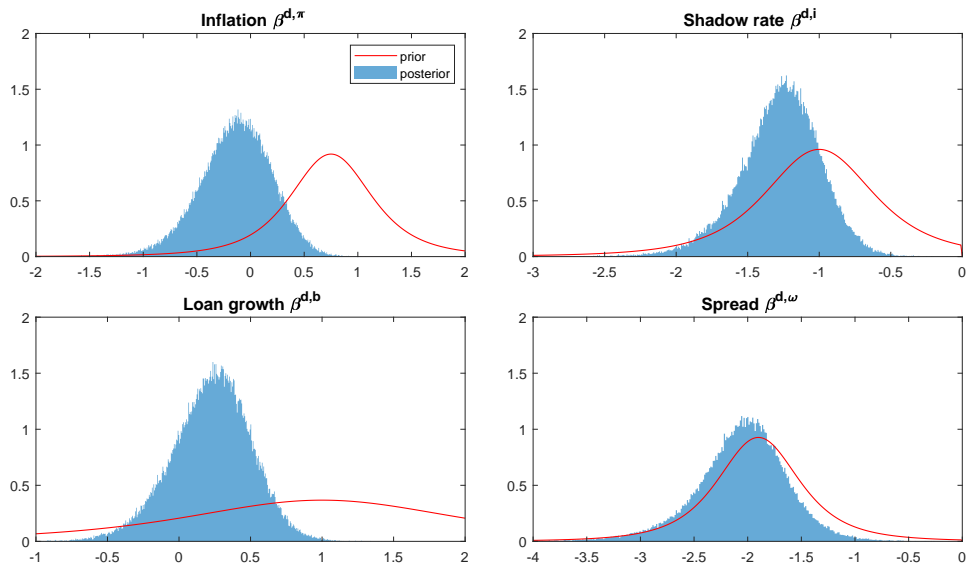 Inflation β^{d,π}
2
1.5
1
0.5
0
-2 -1.5 -1 -0.5 0 0.5 1 1.5 2
prior
posterior
Shadow rate β^{d,i}
2
1.5
1
0.5
0
-3 -2.5 -2 -1.5 -1 -0.5 0
Loan growth β^{d,b}
2
1.5
1
0.5
0
-1 -0.5 0 0.5 1 1.5 2
Spread β^{d,ω}
2
1.5
1
0.5
0
-4 -3.5 -3 -2.5 -2 -1.5 -1 -0.5 0